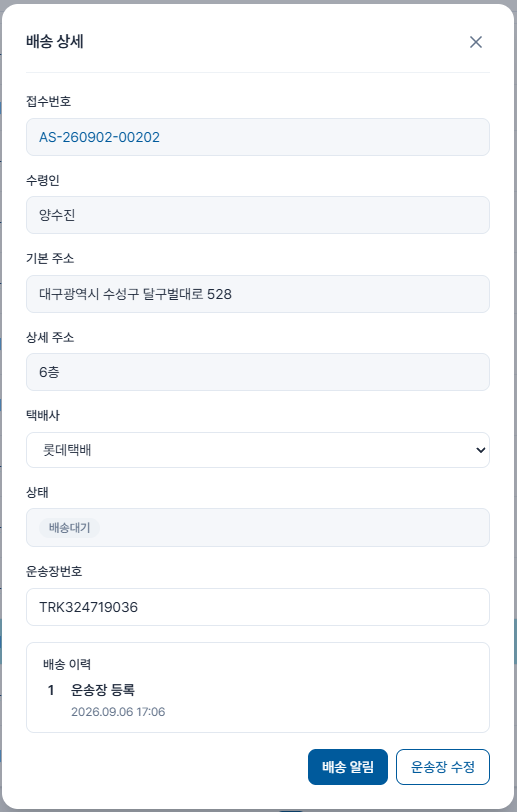 배송 상세
접수번호
AS-260902-00202
수령인
양수진
기본 주소
대구광역시 수성구 달구벌대로 528
상세 주소
6층
택배사
롯데택배
상태
배송대기
운송장번호
TRK324719036
배송 이력
1 운송장 등록
2026.09.06 17:06
배송 알림 운송장 수정